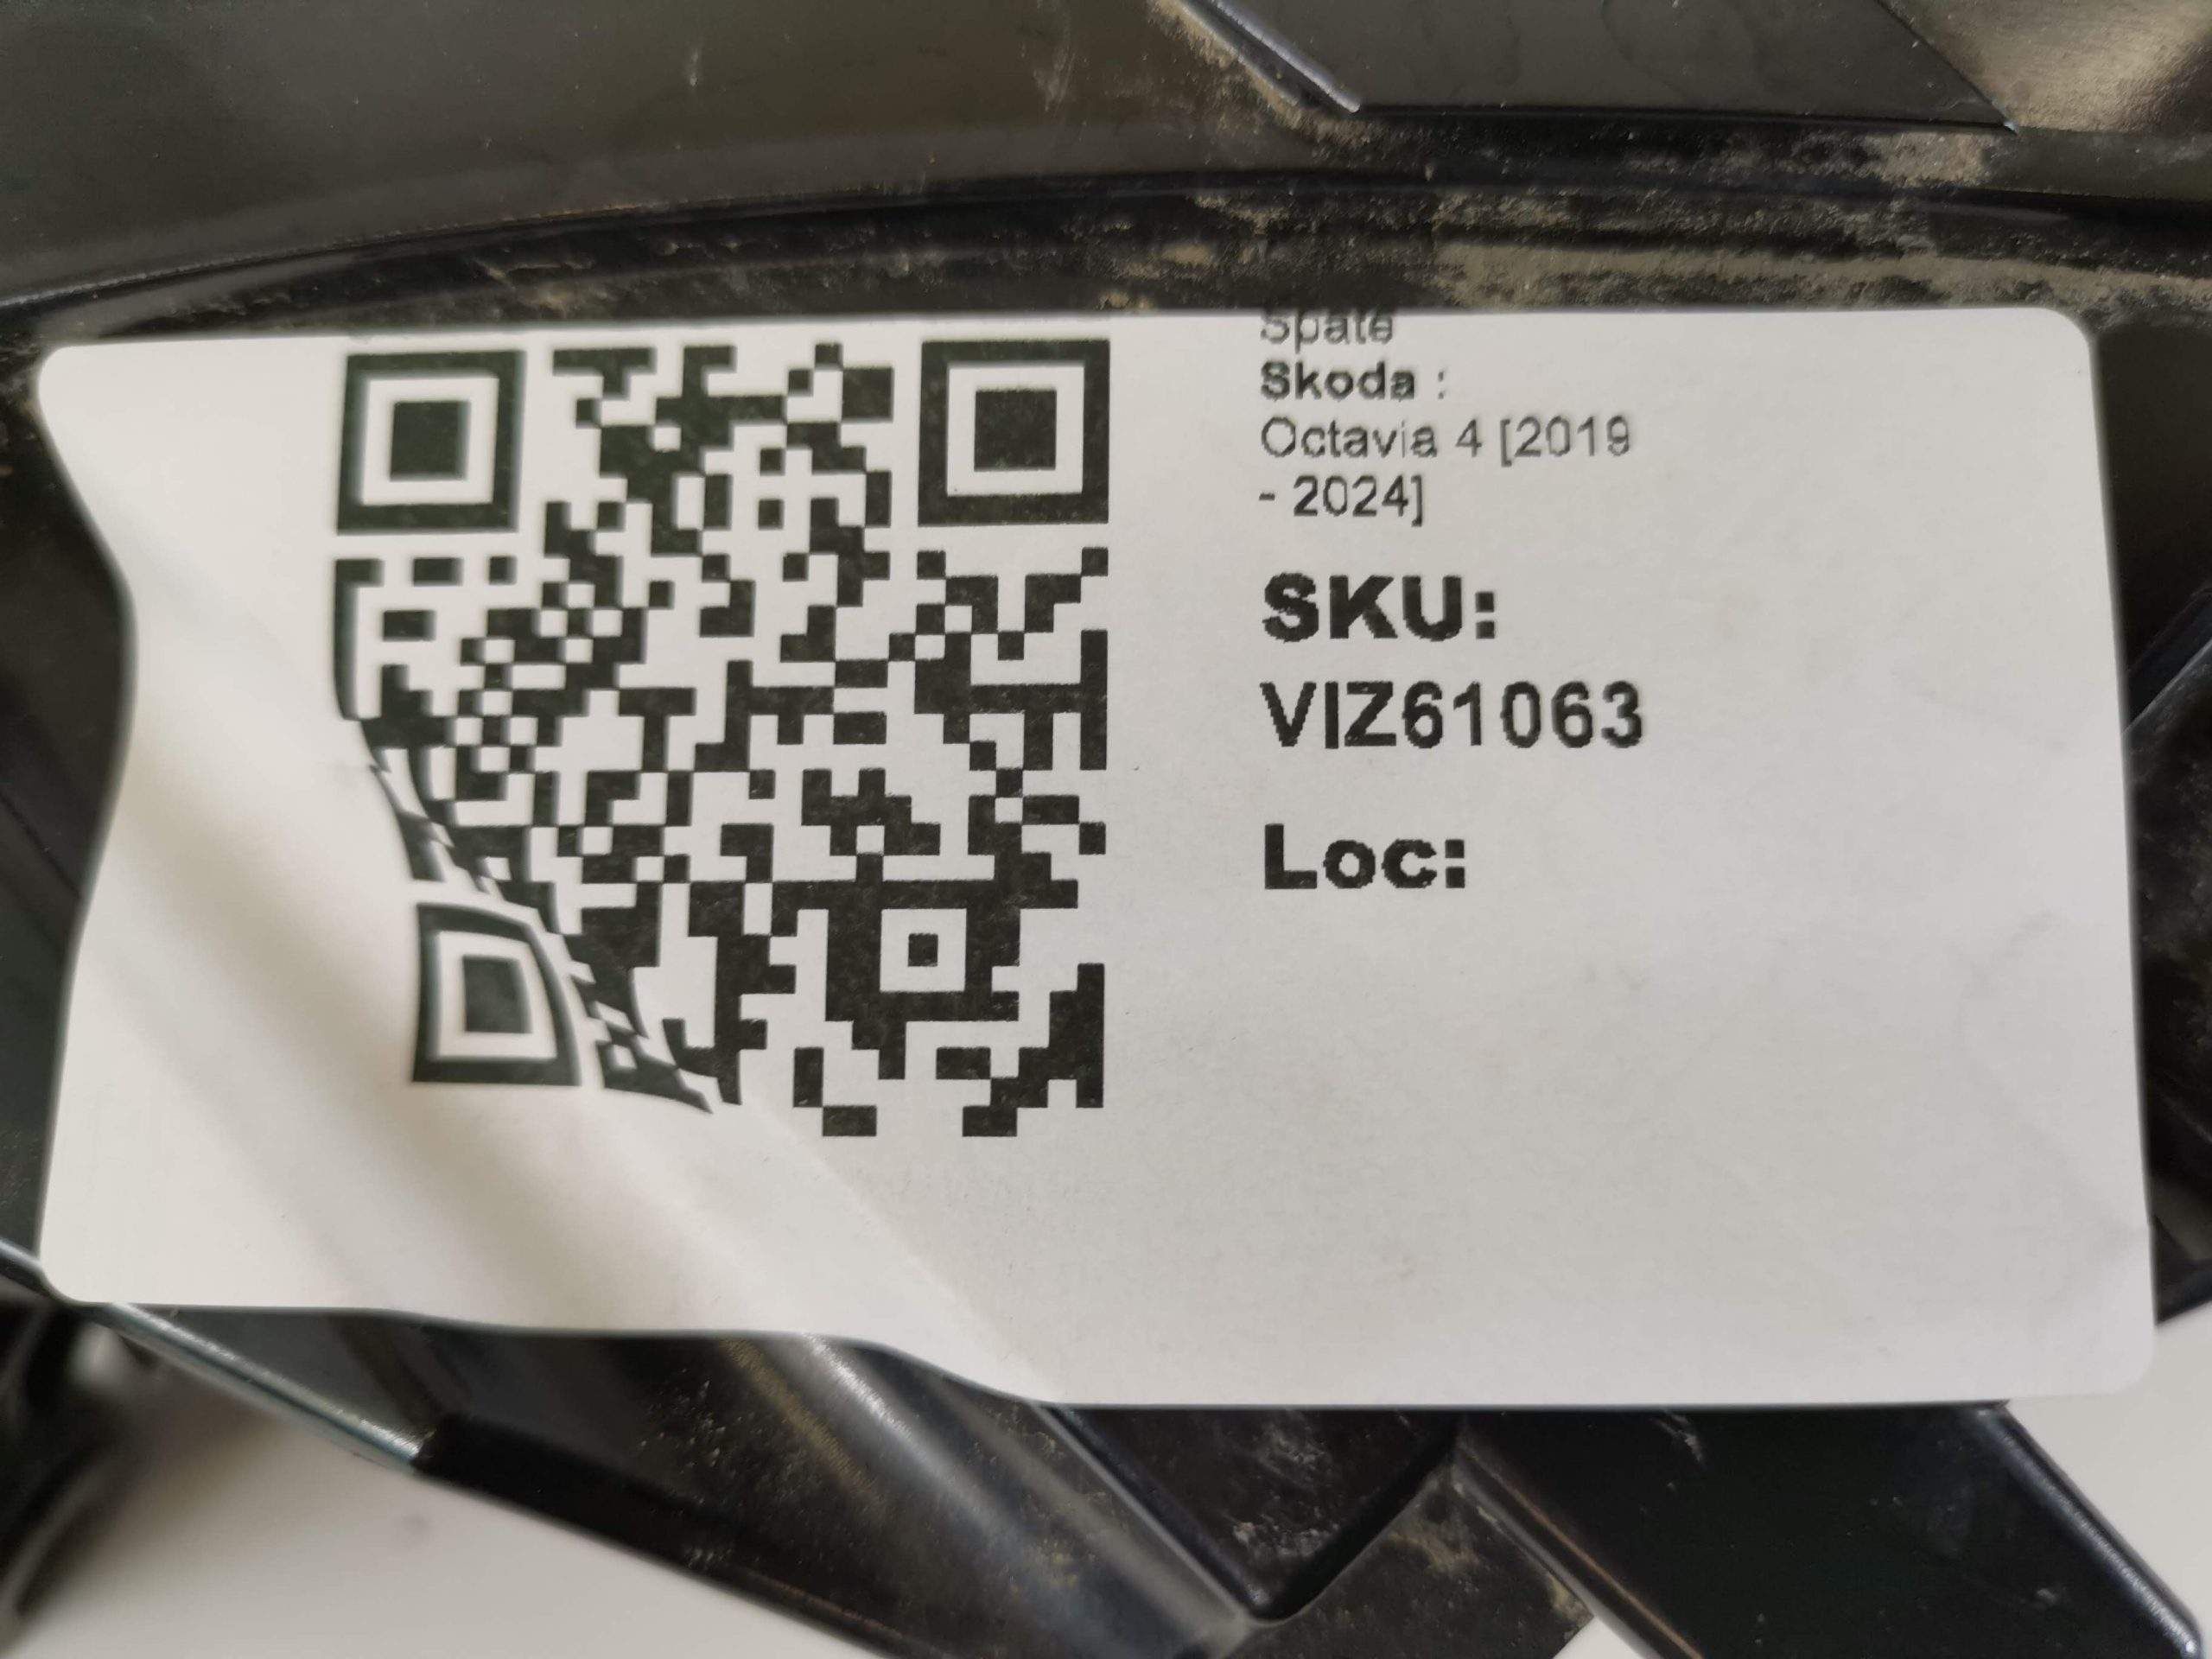 Spate
Skoda :
Octavia 4 [2019
- 2024]
SKU:
VIZ61063
Loc: